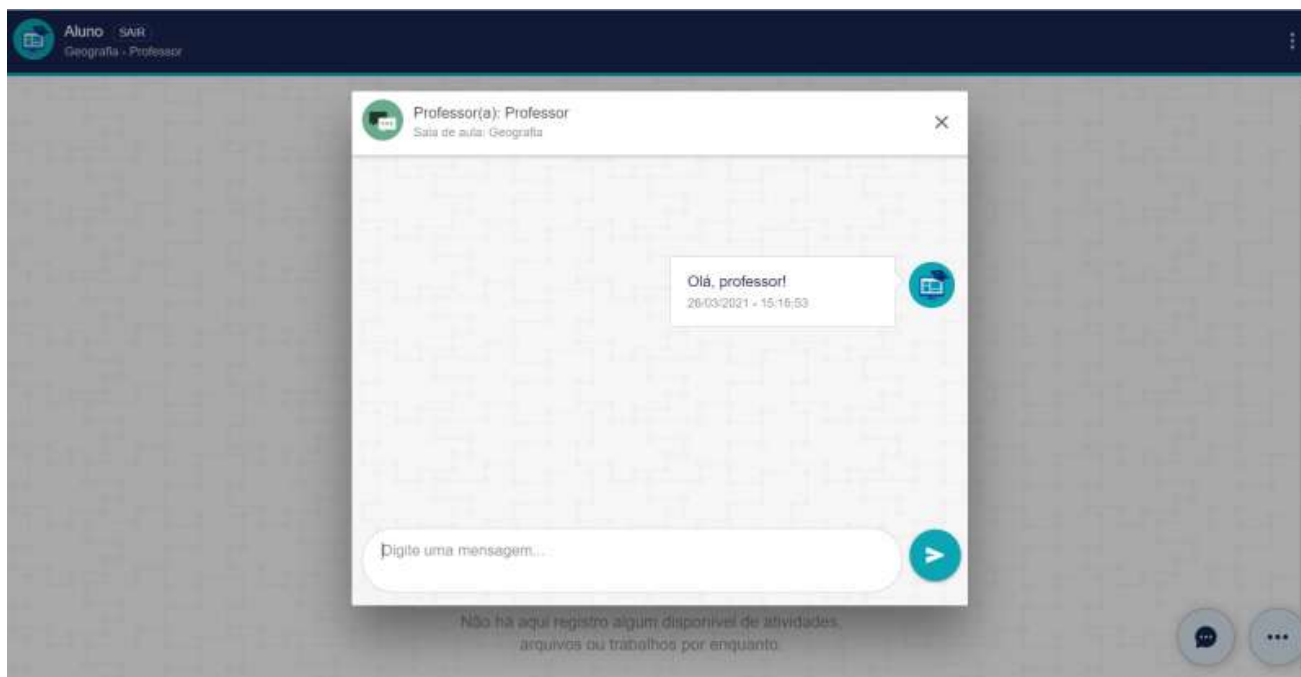 Aluno SAIR
Geografia - Professor
Professor(a): Professor
Sala de aula: Geografia
Olá, professor!
26/03/2021 - 15:16:53
Digite uma mensagem...
Não há aqui registro algum disponível de atividades,
arquivos ou trabalhos por enquanto.